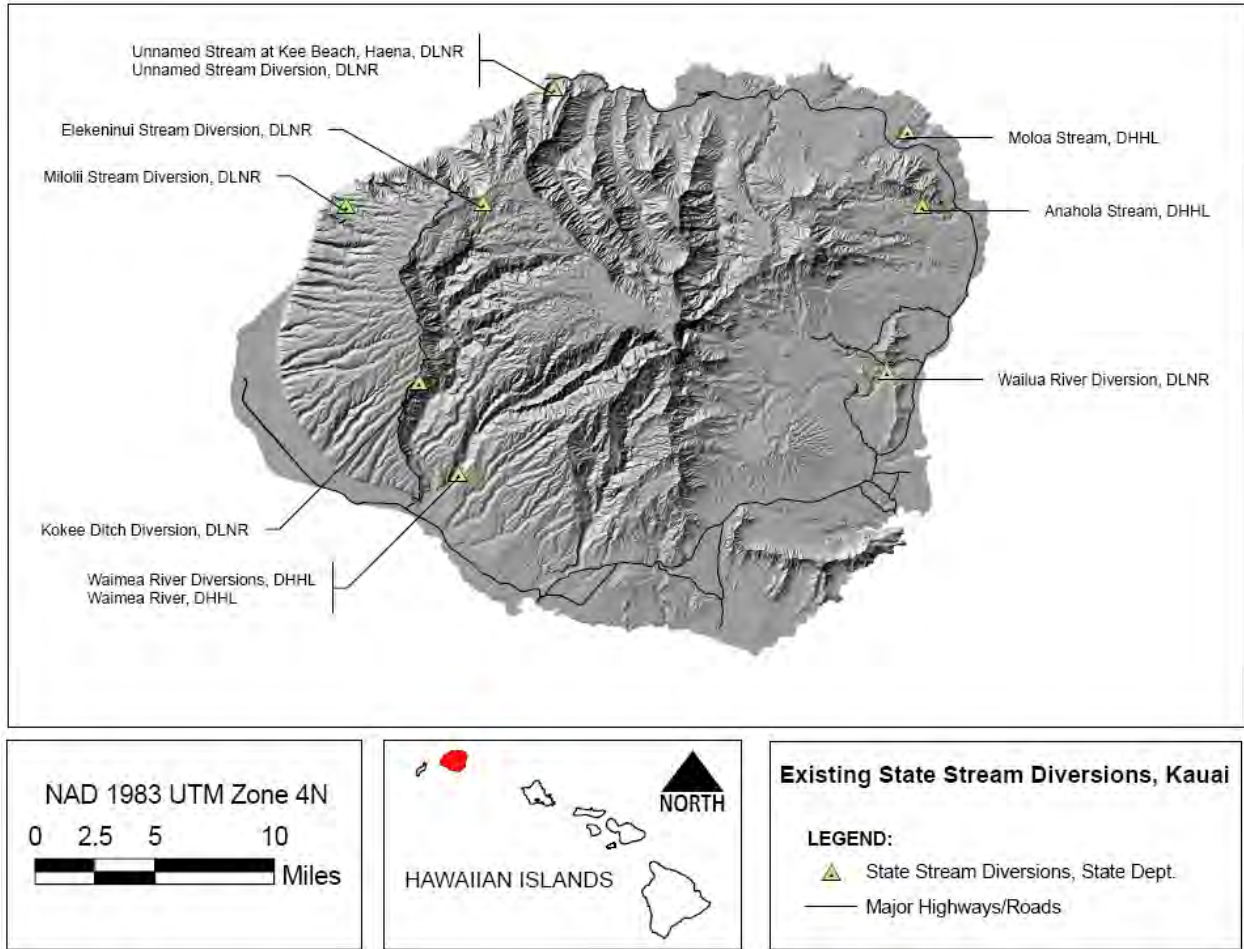 Unnamed Stream at Kee Beach, Haena, DLNR
Unnamed Stream Diversion, DLNR
Elekeninui Stream Diversion, DLNR
Milolii Stream Diversion, DLNR
Moloa Stream, DHHL
Anahola Stream, DHHL
Wailua River Diversion, DLNR
Kokee Ditch Diversion, DLNR
Waimea River Diversions, DHHL
Waimea River, DHHL
NAD 1983 UTM Zone 4N
0 2.5 5 10
Miles
NORTH
HAWAIIAN ISLANDS
Existing State Stream Diversions, Kauai
LEGEND:
State Stream Diversions, State Dept.
Major Highways/Roads